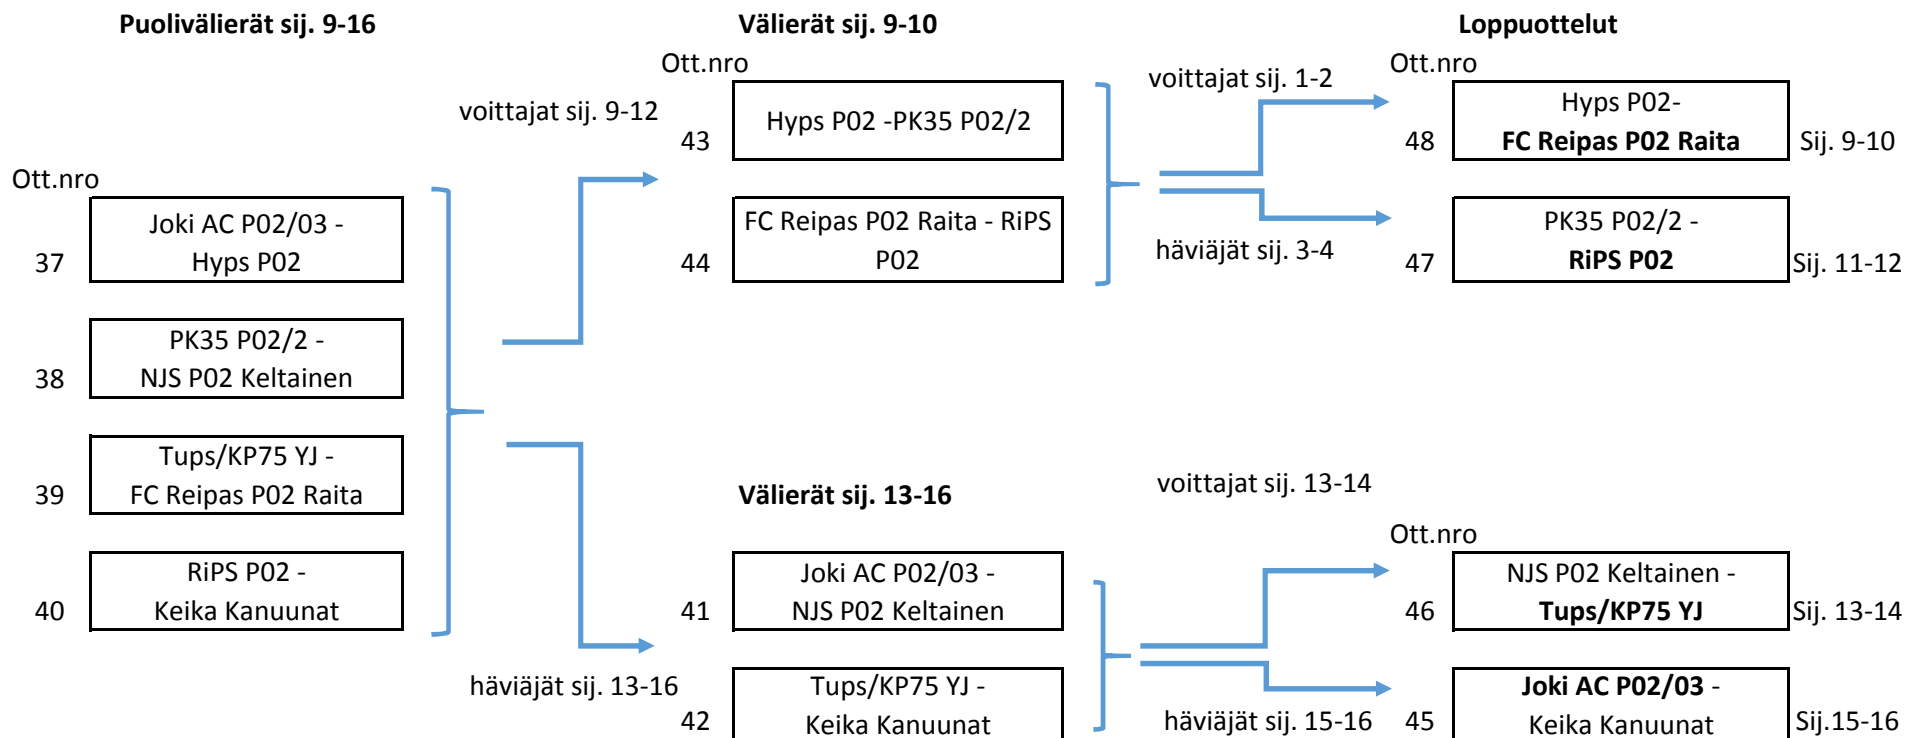 Puolivälierät sij. 9-16
Välierät sij. 9-10
Loppuottelut
Ott.nro
voittajat sij. 9-12
43
Hyps P02 -PK35 P02/2
voittajat sij. 1-2
Ott.nro
48
Hyps P02-
FC Reipas P02 Raita
Sij. 9-10
Ott.nro
37
Joki AC P02/03 -
Hyps P02
44
FC Reipas P02 Raita - RiPS
P02
häviäjät sij. 3-4
47
PK35 P02/2 -
RiPS P02
Sij. 11-12
38
PK35 P02/2 -
NJS P02 Keltainen
39
Tups/KP75 YJ -
FC Reipas P02 Raita
Välierät sij. 13-16
voittajat sij. 13-14
Ott.nro
40
RiPS P02 -
Keika Kanuunat
41
Joki AC P02/03 -
NJS P02 Keltainen
46
NJS P02 Keltainen -
Tups/KP75 YJ
Sij. 13-14
häviäjät sij. 13-16
42
Tups/KP75 YJ -
Keika Kanuunat
häviäjät sij. 15-16
45
Joki AC P02/03 -
Keika Kanuunat
Sij.15-16